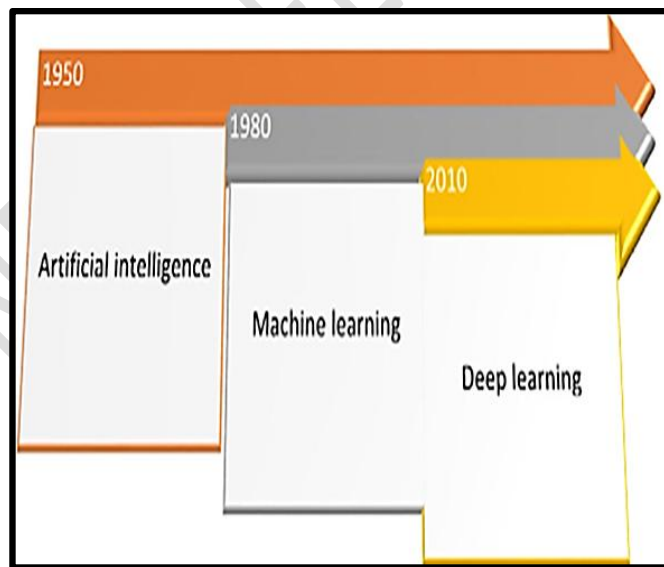 1950
Artificial intelligence
1980
Machine learning
2010
Deep learning